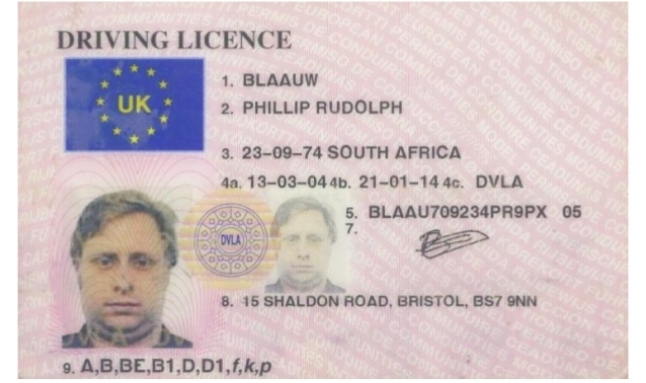 DRIVING LICENCE
UK
1. BLAAUW
2. PHILLIP RUDOLPH
3. 23-09-74 SOUTH AFRICA
4a. 13-03-04 4b. 21-01-14 4c. DVLA
5. BLAAU709234PR9PX 05
7.
DVLA
8. 15 SHALDON ROAD, BRISTOL, BS7 9NN
9. A,B,BE,B1,D,D1,f,k,p